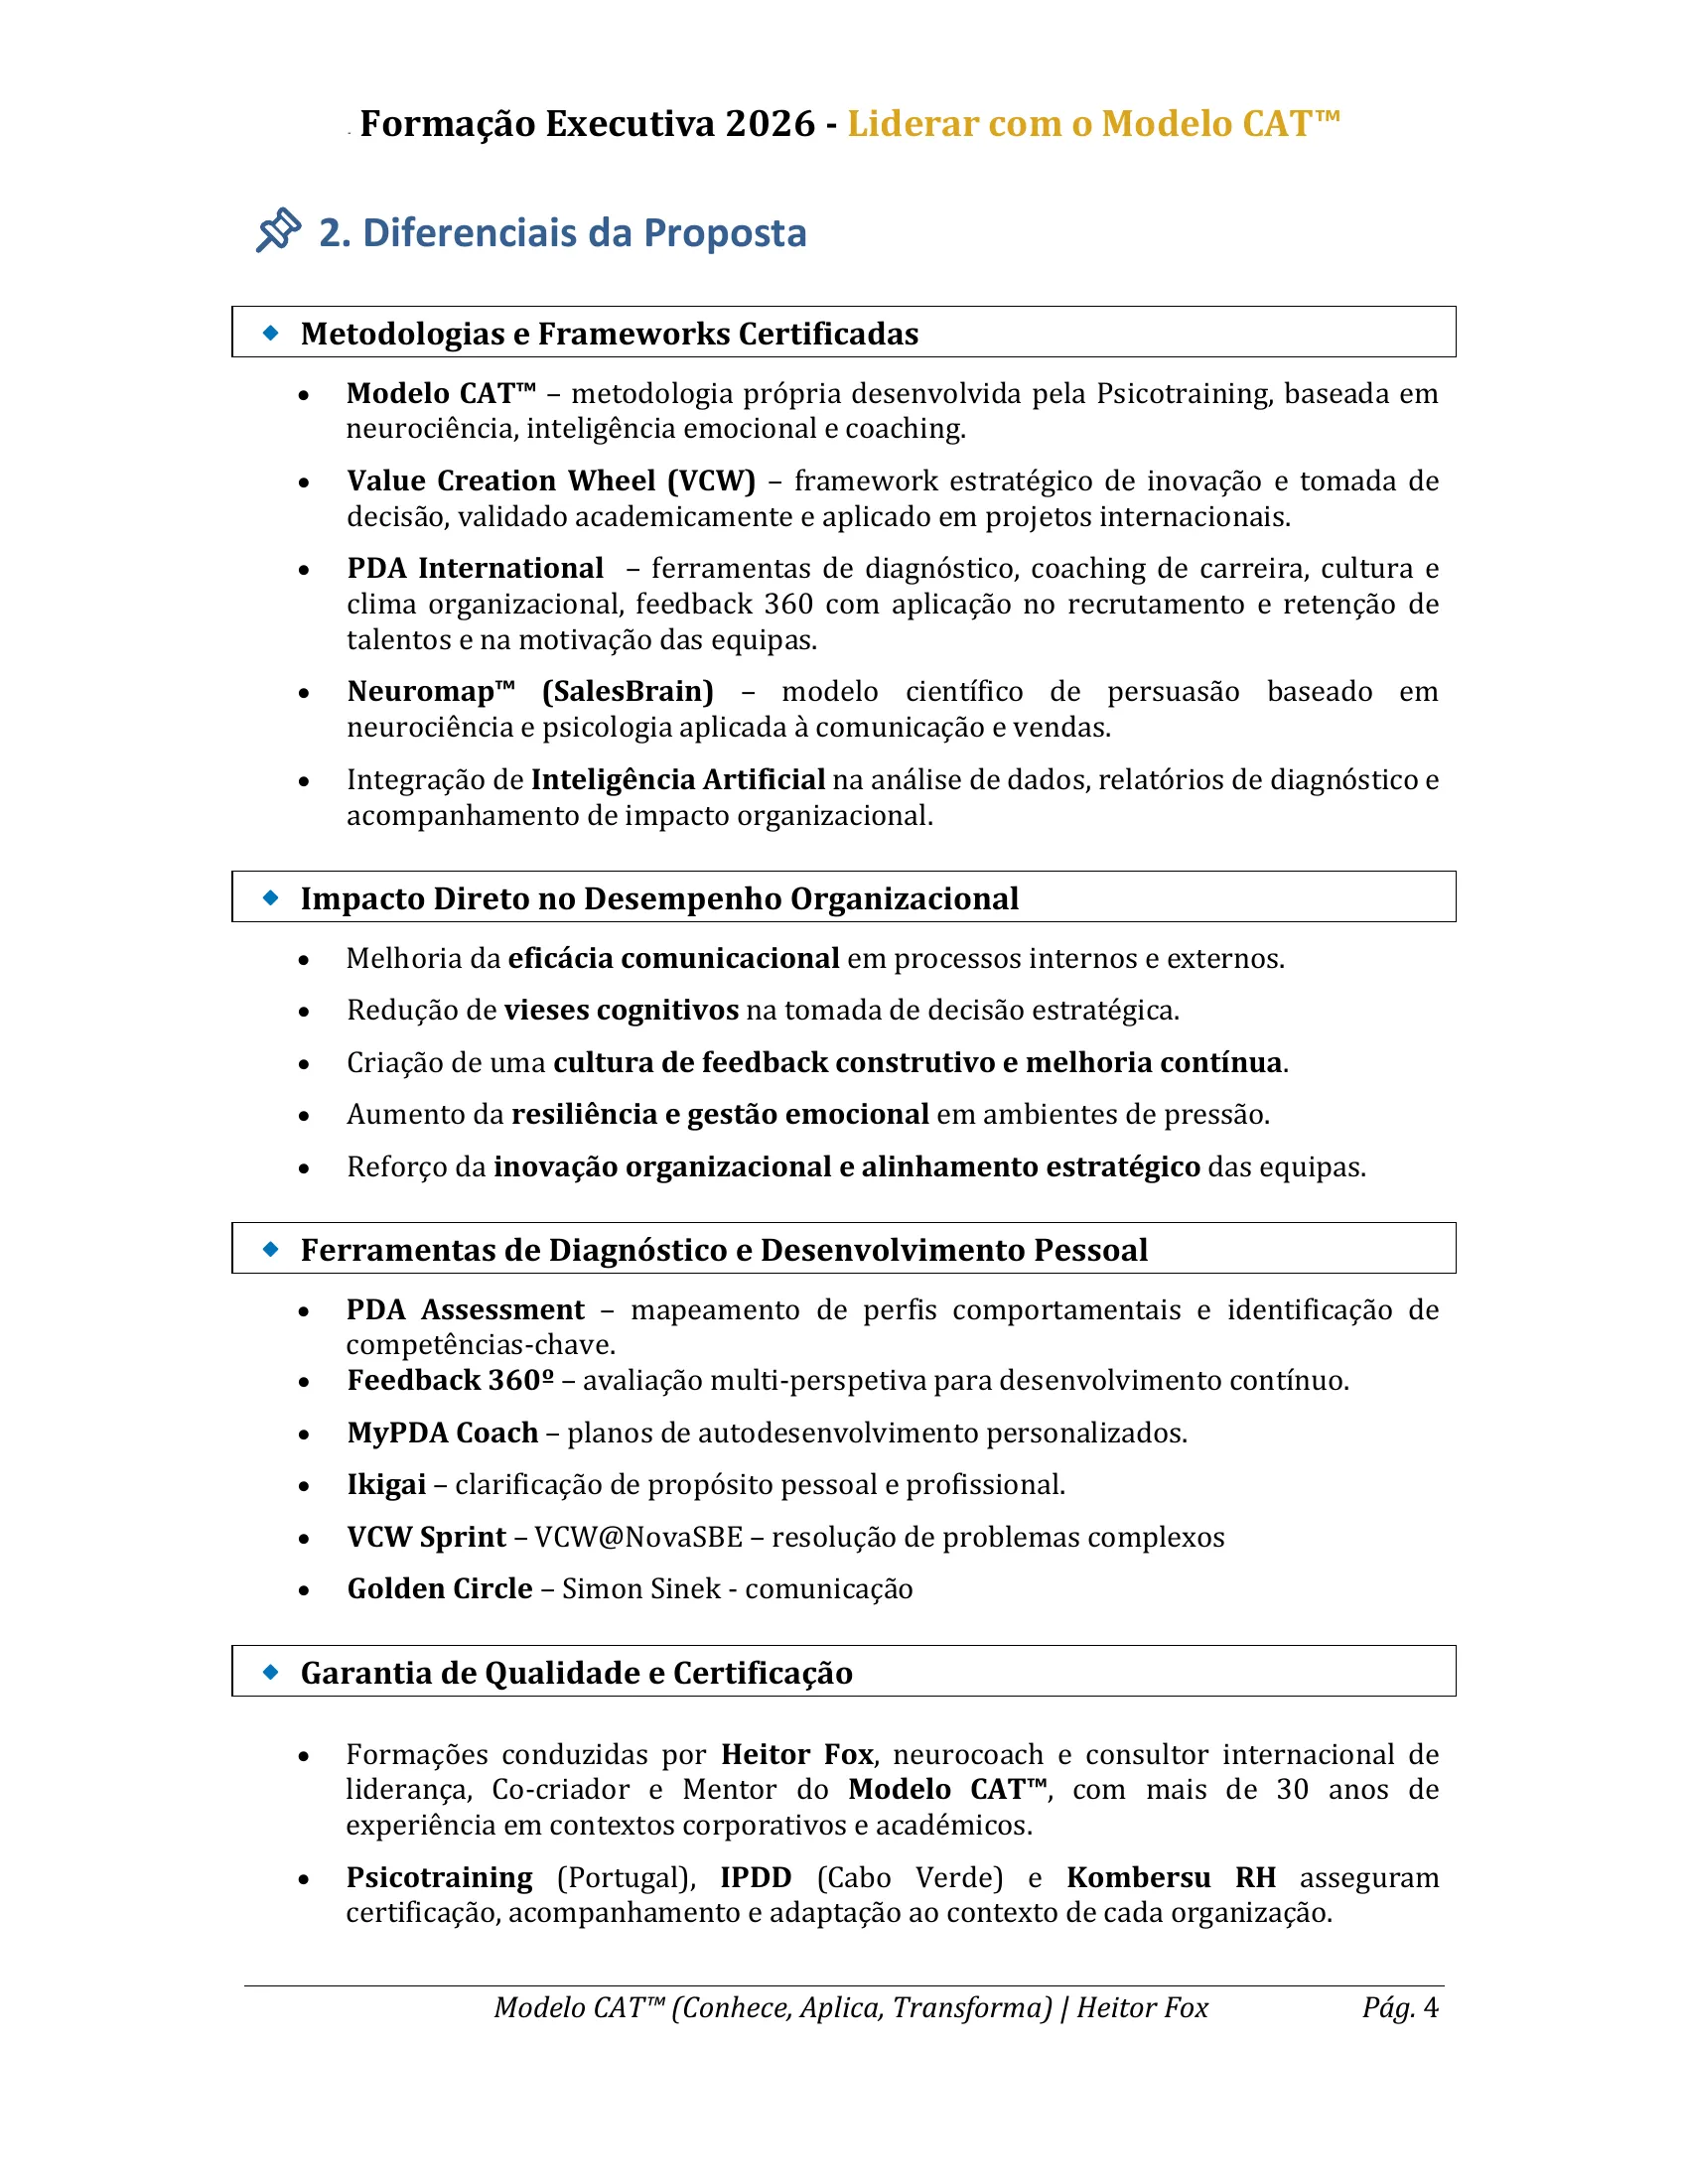 Formação Executiva 2026 - Liderar com o Modelo CAT™
2. Diferenciais da Proposta
Metodologias e Frameworks Certificadas
• Modelo CAT™ – metodologia própria desenvolvida pela Psicotraining, baseada em
neurociência, inteligência emocional e coaching.
• Value Creation Wheel (VCW) – framework estratégico de inovação e tomada de
decisão, validado academicamente e aplicado em projetos internacionais.
• PDA International – ferramentas de diagnóstico, coaching de carreira, cultura e
clima organizacional, feedback 360 com aplicação no recrutamento e retenção de
talentos e na motivação das equipas.
• Neuromap™ (SalesBrain) – modelo científico de persuasão baseado em
neurociência e psicologia aplicada à comunicação e vendas.
• Integração de Inteligência Artificial na análise de dados, relatórios de diagnóstico e
acompanhamento de impacto organizacional.
Impacto Direto no Desempenho Organizacional
• Melhoria da eficácia comunicacional em processos internos e externos.
• Redução de vieses cognitivos na tomada de decisão estratégica.
• Criação de uma cultura de feedback construtivo e melhoria contínua.
• Aumento da resiliência e gestão emocional em ambientes de pressão.
• Reforço da inovação organizacional e alinhamento estratégico das equipas.
Ferramentas de Diagnóstico e Desenvolvimento Pessoal
• PDA Assessment – mapeamento de perfis comportamentais e identificação de
competências-chave.
• Feedback 360º – avaliação multi-perspetiva para desenvolvimento contínuo.
• MyPDA Coach – planos de autodesenvolvimento personalizados.
• Ikigai – clarificação de propósito pessoal e profissional.
• VCW Sprint – VCW@NovaSBE – resolução de problemas complexos
• Golden Circle – Simon Sinek - comunicação
Garantia de Qualidade e Certificação
• Formações conduzidas por Heitor Fox, neurocoach e consultor internacional de
liderança, Co-criador e Mentor do Modelo CAT™, com mais de 30 anos de
experiência em contextos corporativos e académicos.
• Psicotraining (Portugal), IPDD (Cabo Verde) e Kombersu RH asseguram
certificação, acompanhamento e adaptação ao contexto de cada organização.
Modelo CAT™ (Conhece, Aplica, Transforma) | Heitor Fox Pág. 4